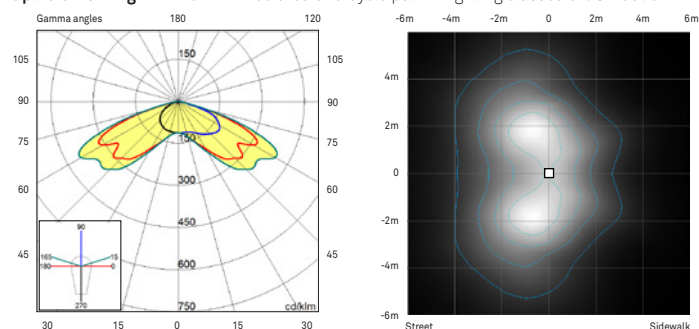 Gamma angles 180 120
-6m -4m -2m 0 2m 4m 6m
105 150 105
90 90
75 150 75
60 300 60
45 450 45
600
750 cd/klm
90
165 15
180 0
270
30 15 0 15 30
4m
2m
0
-2m
-4m
-6m
Street Sidewalk